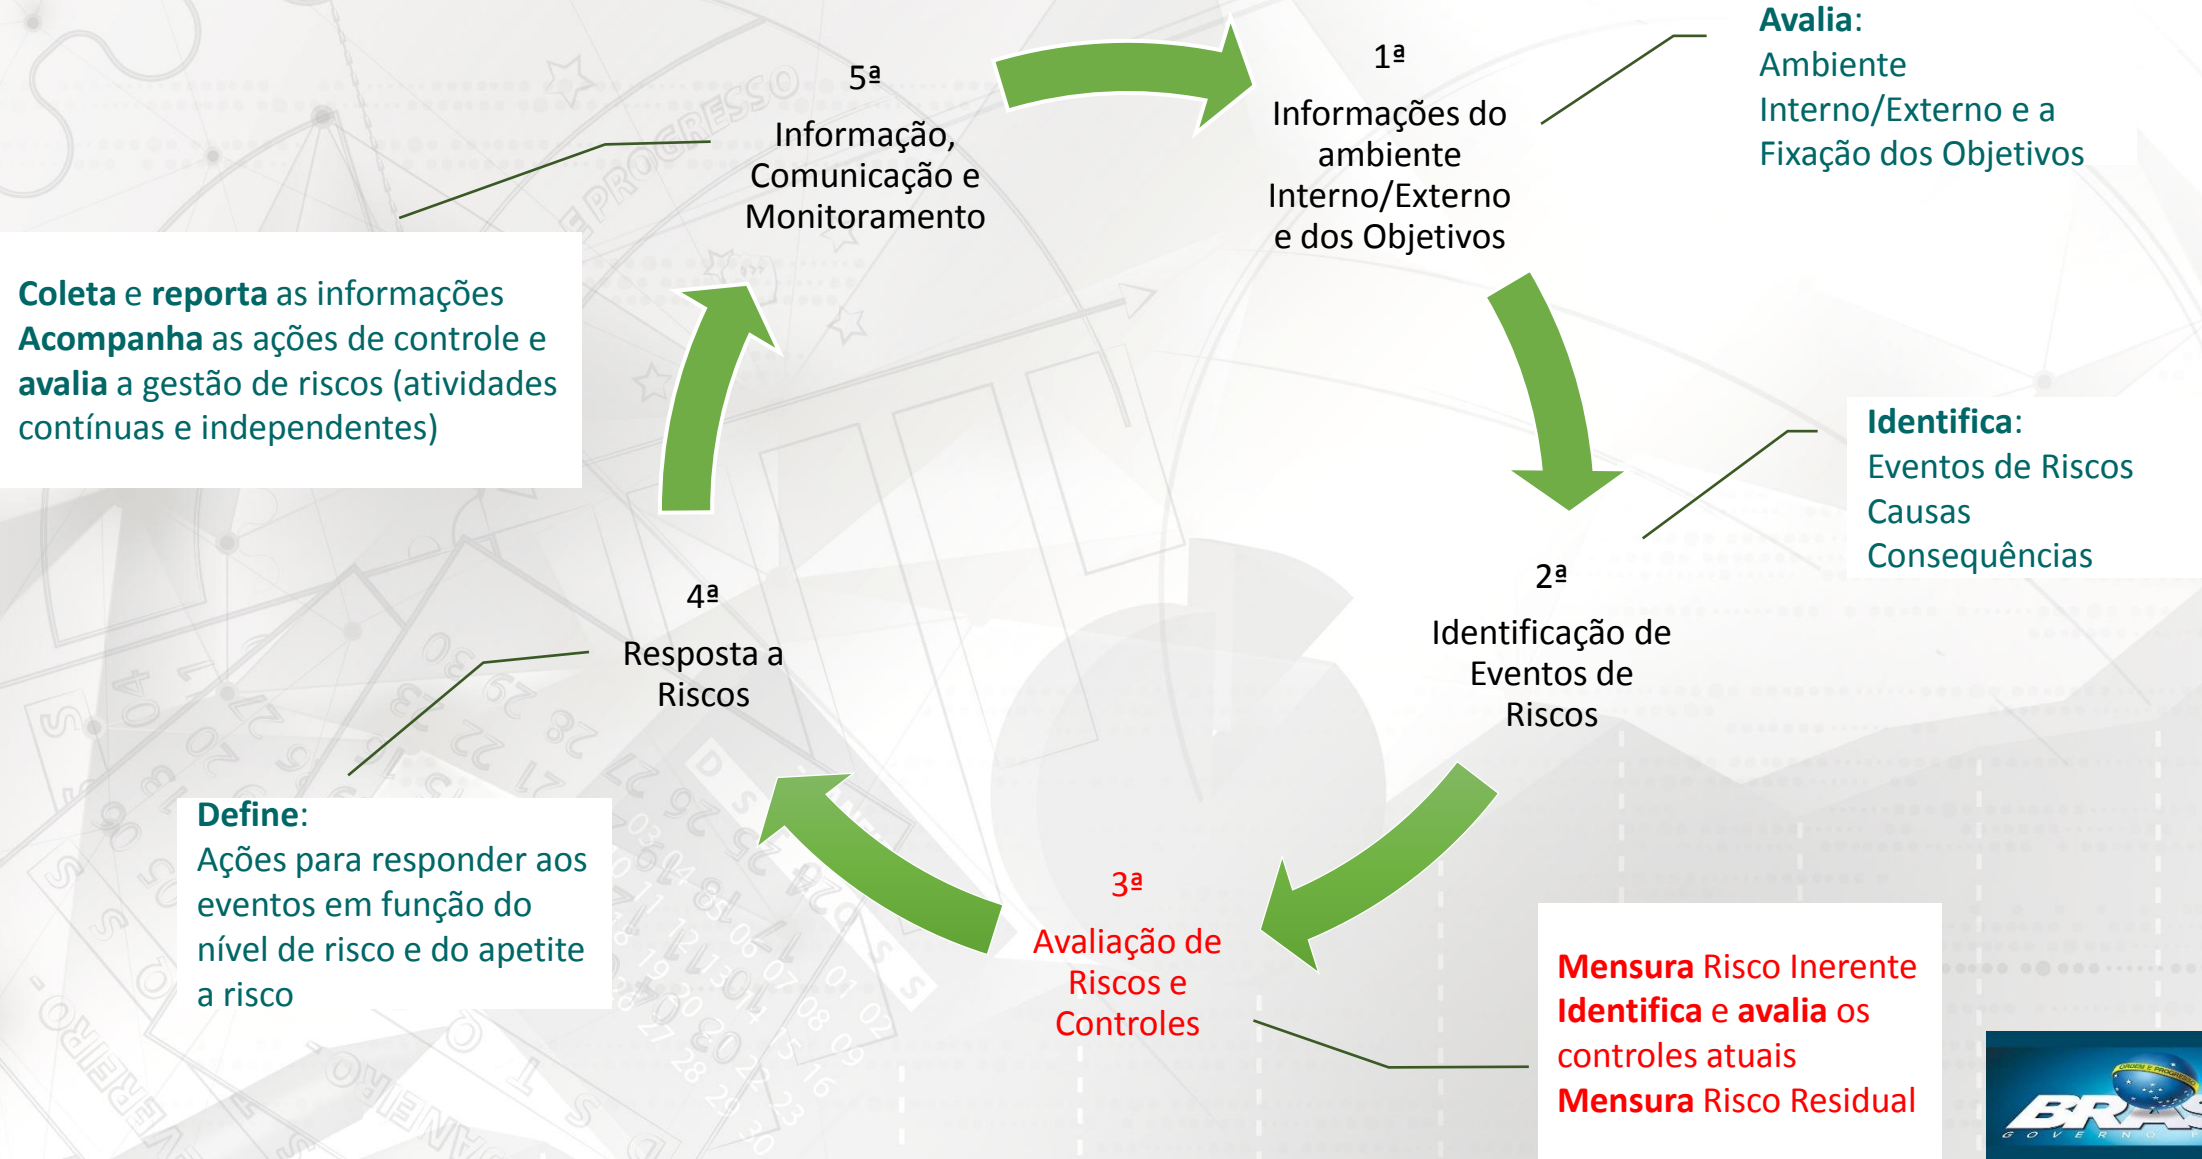 5ª
Informação,
Comunicação e
Monitoramento
1ª
Informações do
ambiente
Interno/Externo
e dos Objetivos
Avalia:
Ambiente
Interno/Externo e a
Fixação dos Objetivos
Coleta e reporta as informações
Acompanha as ações de controle e
avalia a gestão de riscos (atividades
contínuas e independentes)
Identifica:
Eventos de Riscos
Causas
Consequências
2ª
Identificação de
Eventos de
Riscos
4ª
Resposta a
Riscos
Define:
Ações para responder aos
eventos em função do
nível de risco e do apetite
a risco
3ª
Avaliação de
Riscos e
Controles
Mensura Risco Inerente
Identifica e avalia os
controles atuais
Mensura Risco Residual
E PROGRESSO
ORDEM E PROGRESSO